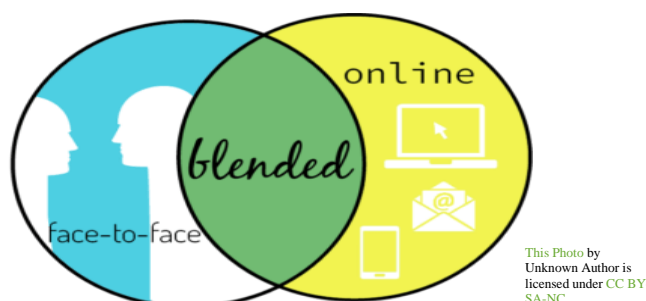 online
blended
face-to-face
@
This Photo by
Unknown Author is
licensed under CC BY
SA-NC